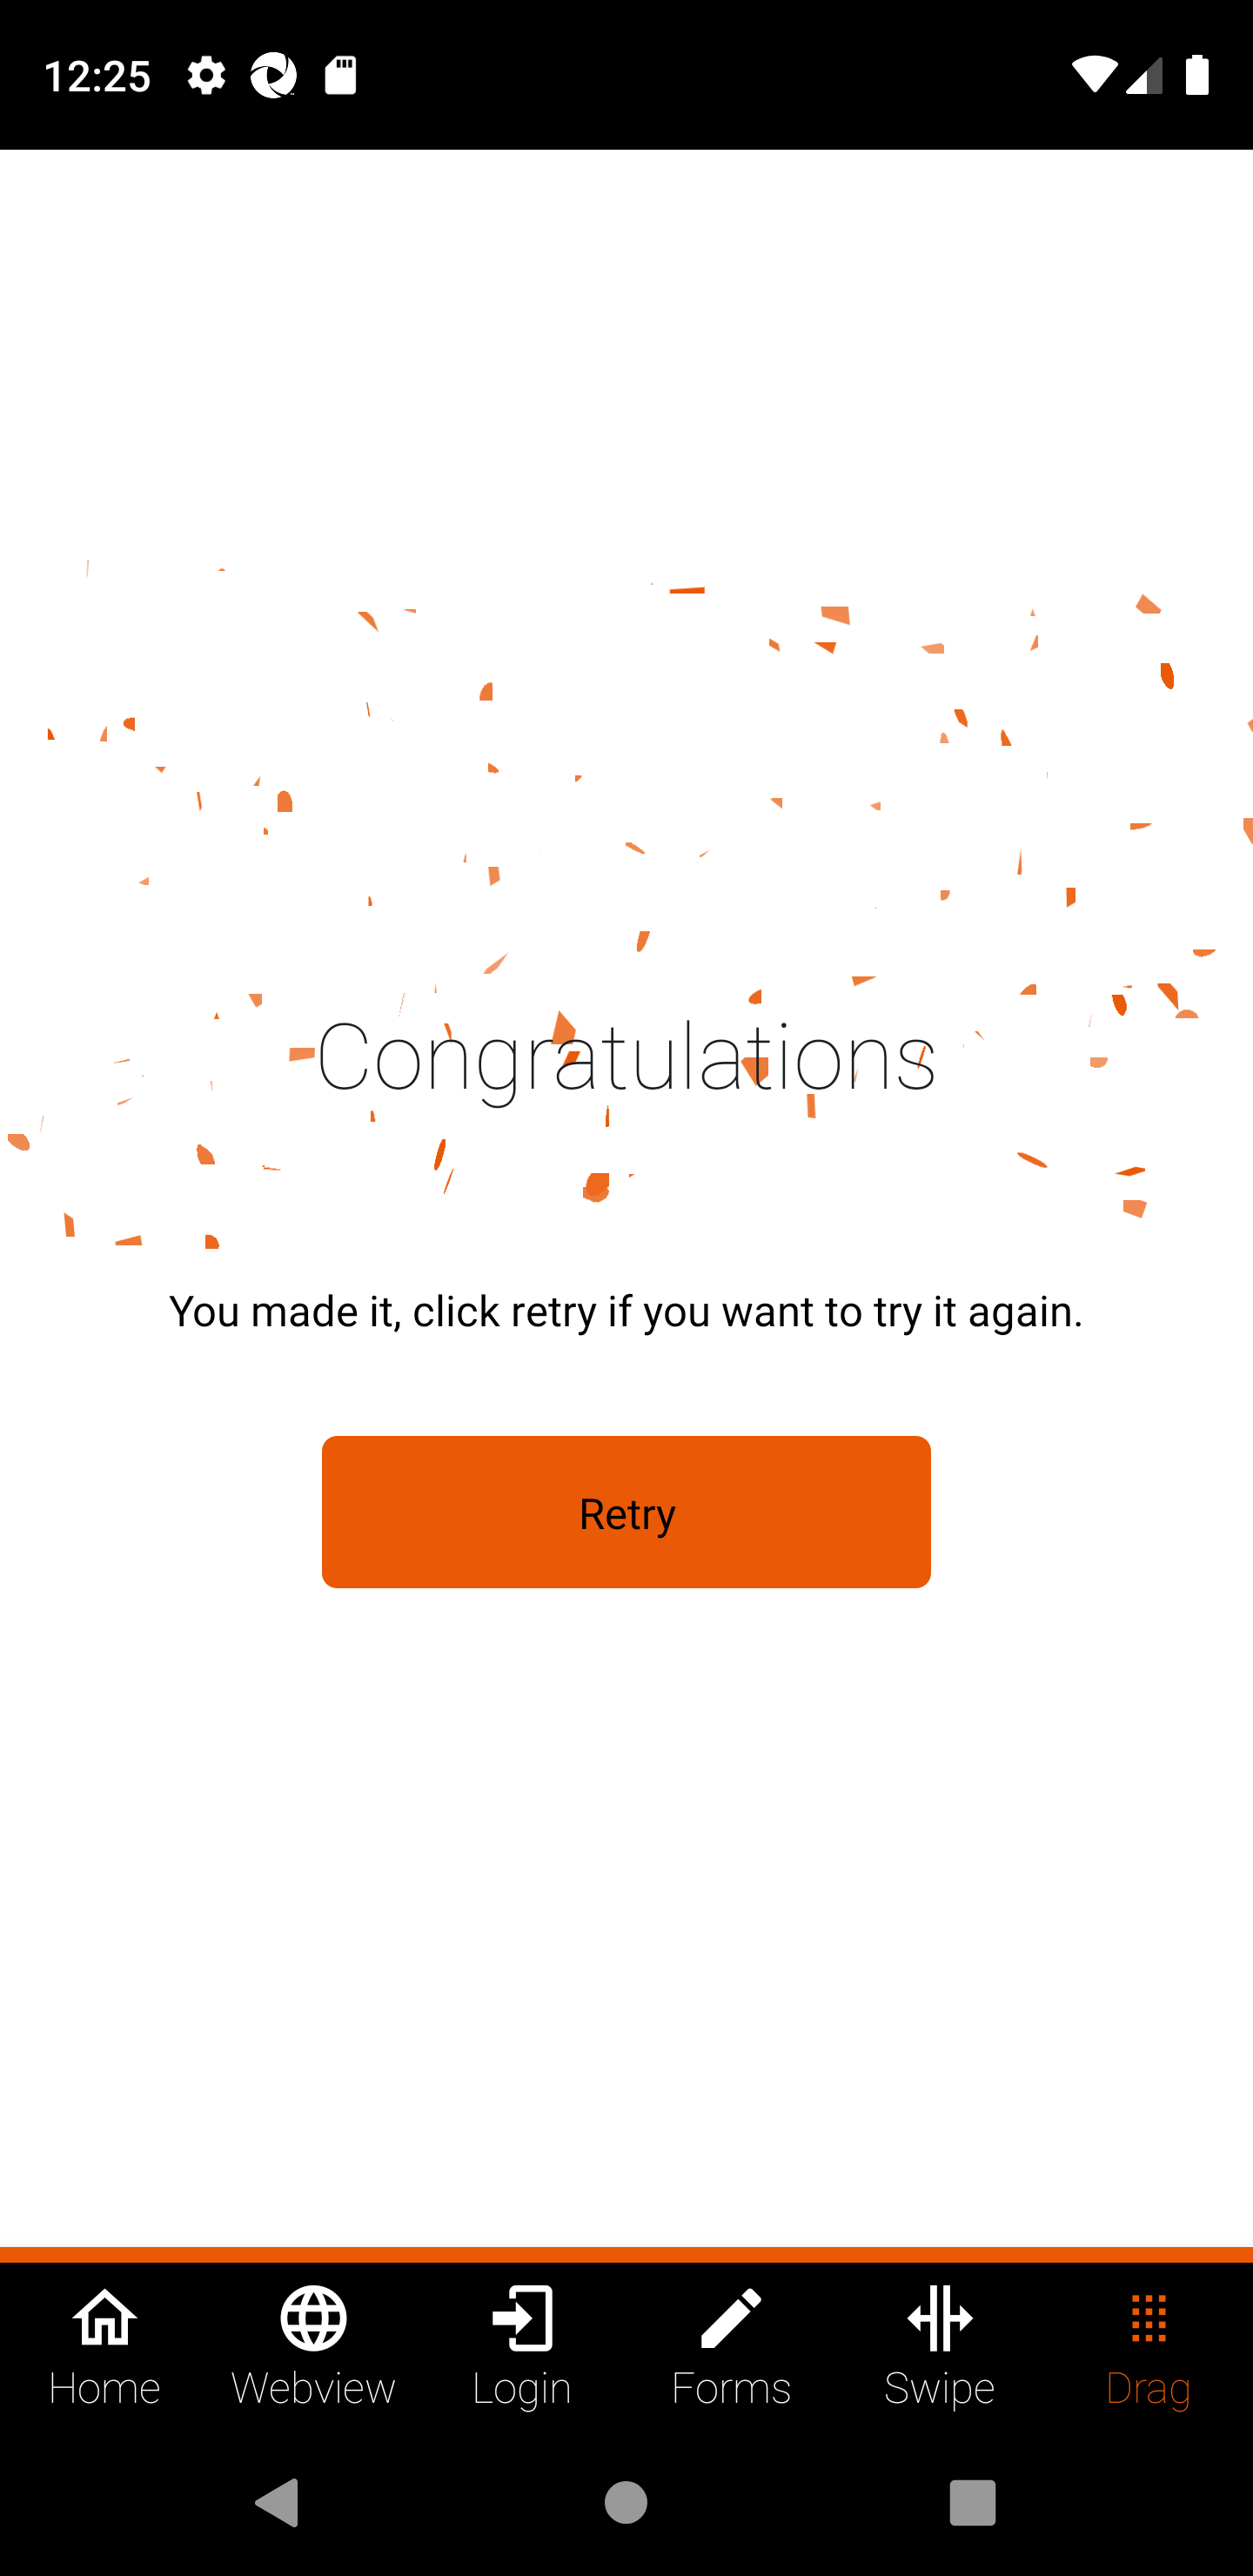 12:25
Congratulations
You made it, click retry if you want to try it again.
Retry
Home Webview Login Forms Swipe Drag